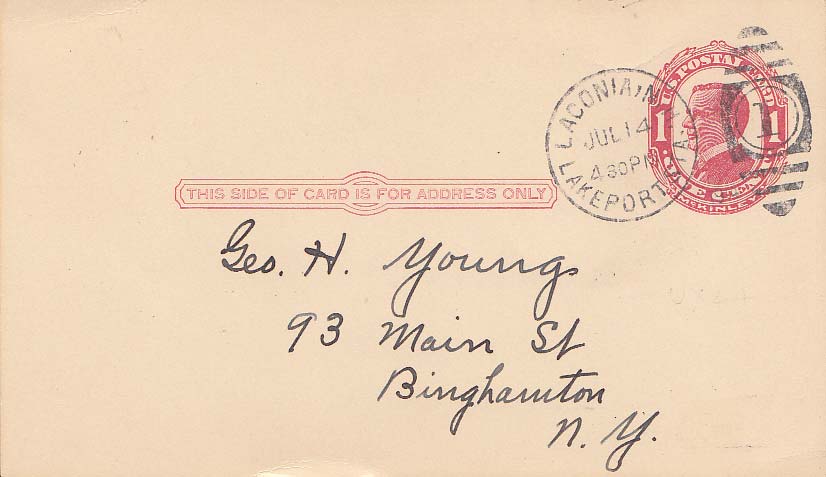 U.S. POSTAL CARD
1 1
ONE CENT
McKINLEY
LACONIA, N.H.
JUL 14
4 30 PM
LAKEPORT STA.
1
THIS SIDE OF CARD IS FOR ADDRESS ONLY
Geo. H. Young
93 Main St
Binghamton
N. Y.